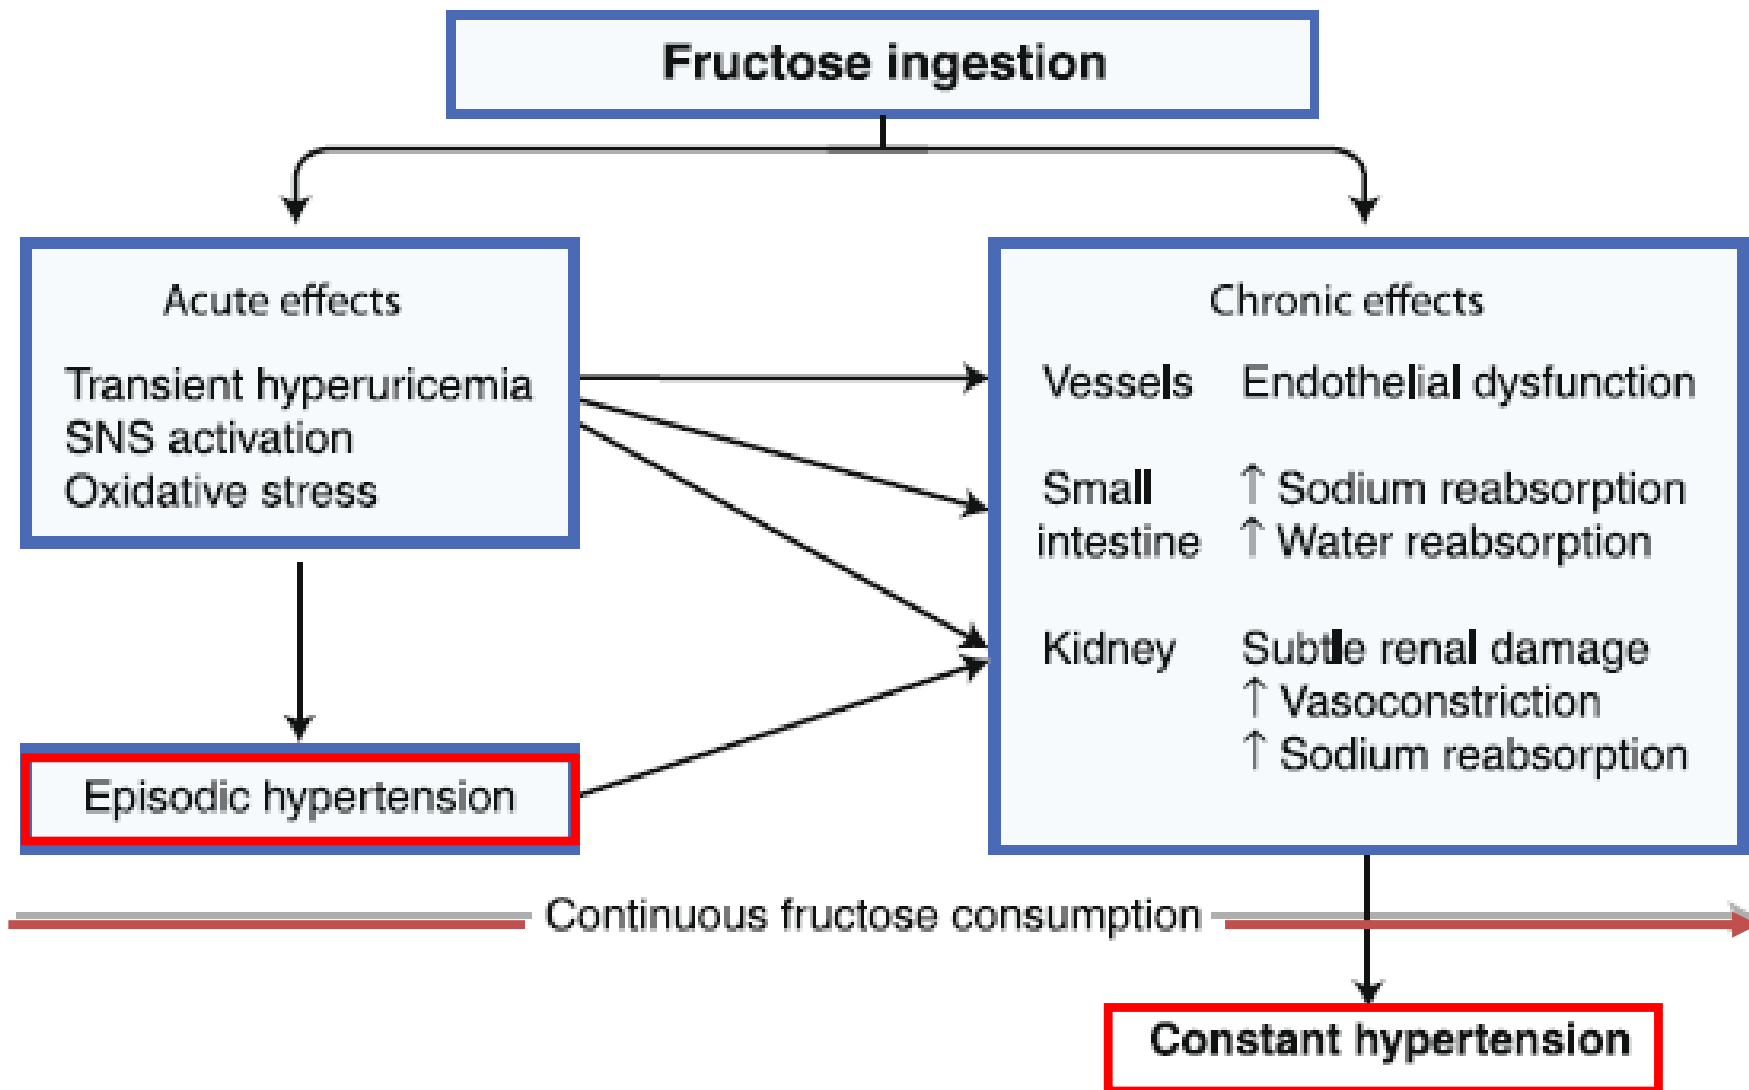 Fructose ingestion
Acute effects
Transient hyperuricemia
SNS activation
Oxidative stress
Episodic hypertension
Chronic effects
Vessels Endothelial dysfunction
Small ↑ Sodium reabsorption
intestine ↑ Water reabsorption
Kidney Subtle renal damage
↑ Vasoconstriction
↑ Sodium reabsorption
Continuous fructose consumption
Constant hypertension